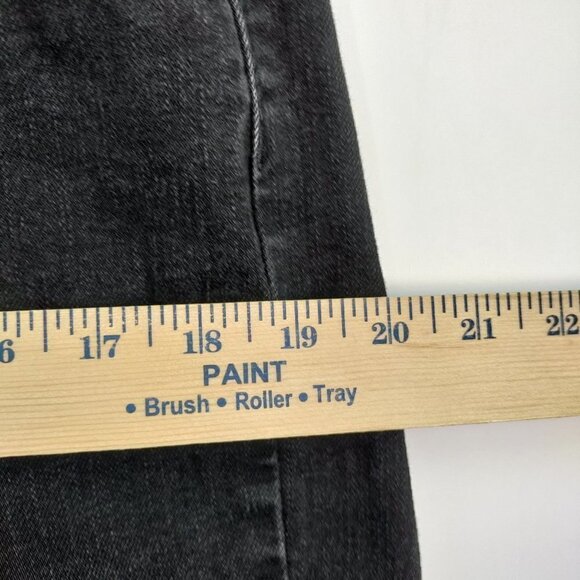 6 17 18 19 20 21 22
PAINT
• Brush • Roller • Tray